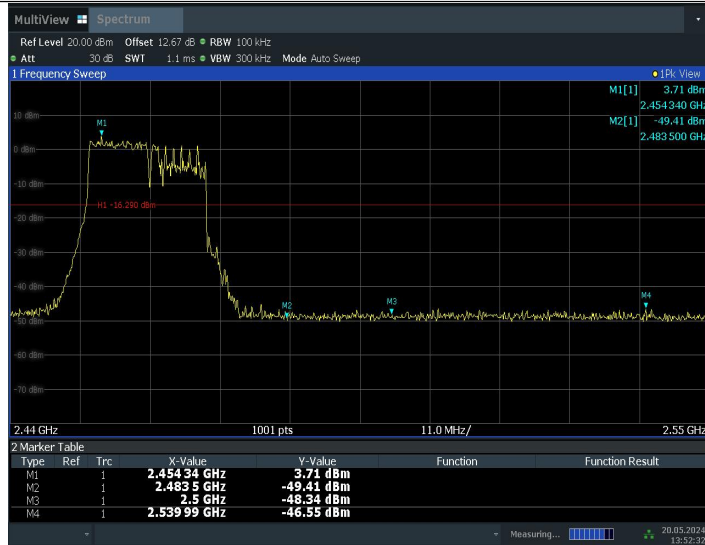 MultiView Spectrum
Ref Level 20.00 dBm Offset 12.67 dB RBW 100 kHz
Att 30 dB SWT 1.1 ms VBW 300 kHz Mode Auto Sweep
1 Frequency Sweep 1Pk View
M1[1] 3.71 dBm
2.454340 GHz
M2[1] -49.41 dBm
2.483500 GHz
10 dBm
M1
0 dBm
-10 dBm
H1 -16.290 dBm
-20 dBm
-30 dBm
-40 dBm
M2
M3
M4
-50 dBm
-60 dBm
-70 dBm
2.44 GHz 1001 pts 11.0 MHz/ 2.55 GHz
2 Marker Table
Type Ref Trc X-Value Y-Value Function Function Result
M1 1 2.454 34 GHz 3.71 dBm
M2 1 2.483 5 GHz -49.41 dBm
M3 1 2.5 GHz -48.34 dBm
M4 1 2.539 99 GHz -46.55 dBm
Measuring... 20.05.2024
13:52:32